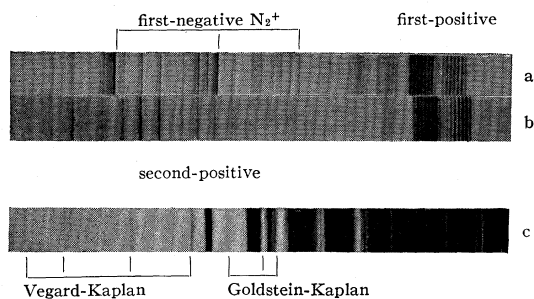 first-negative N₂⁺ first-positive
a
b
second-positive
c
Vegard-Kaplan Goldstein-Kaplan